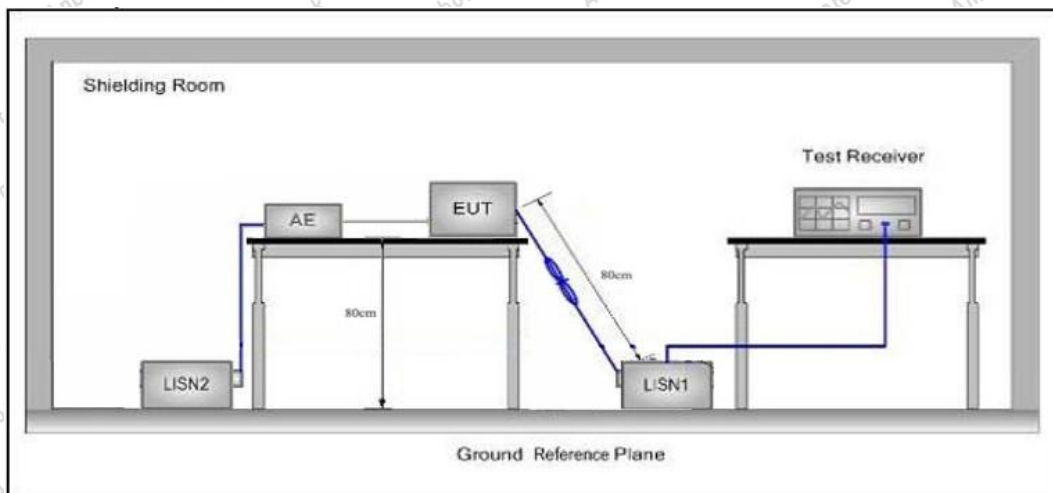 Shielding Room
Test Receiver
EUT
AE
80cm
80cm
LISN2
LISN1
Ground Reference Plane